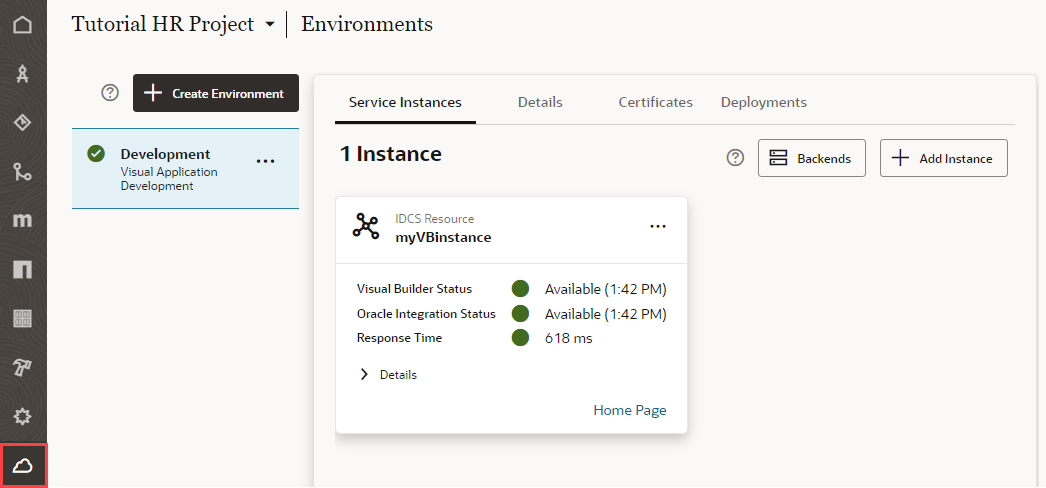 Tutorial HR Project Environments
Create Environment
Development
Visual Application
Development
Service Instances Details Certificates Deployments
1 Instance
Backends
Add Instance
IDCS Resource
myVBinstance
Visual Builder Status Available (1:42 PM)
Oracle Integration Status Available (1:42 PM)
Response Time 618 ms
Details
Home Page